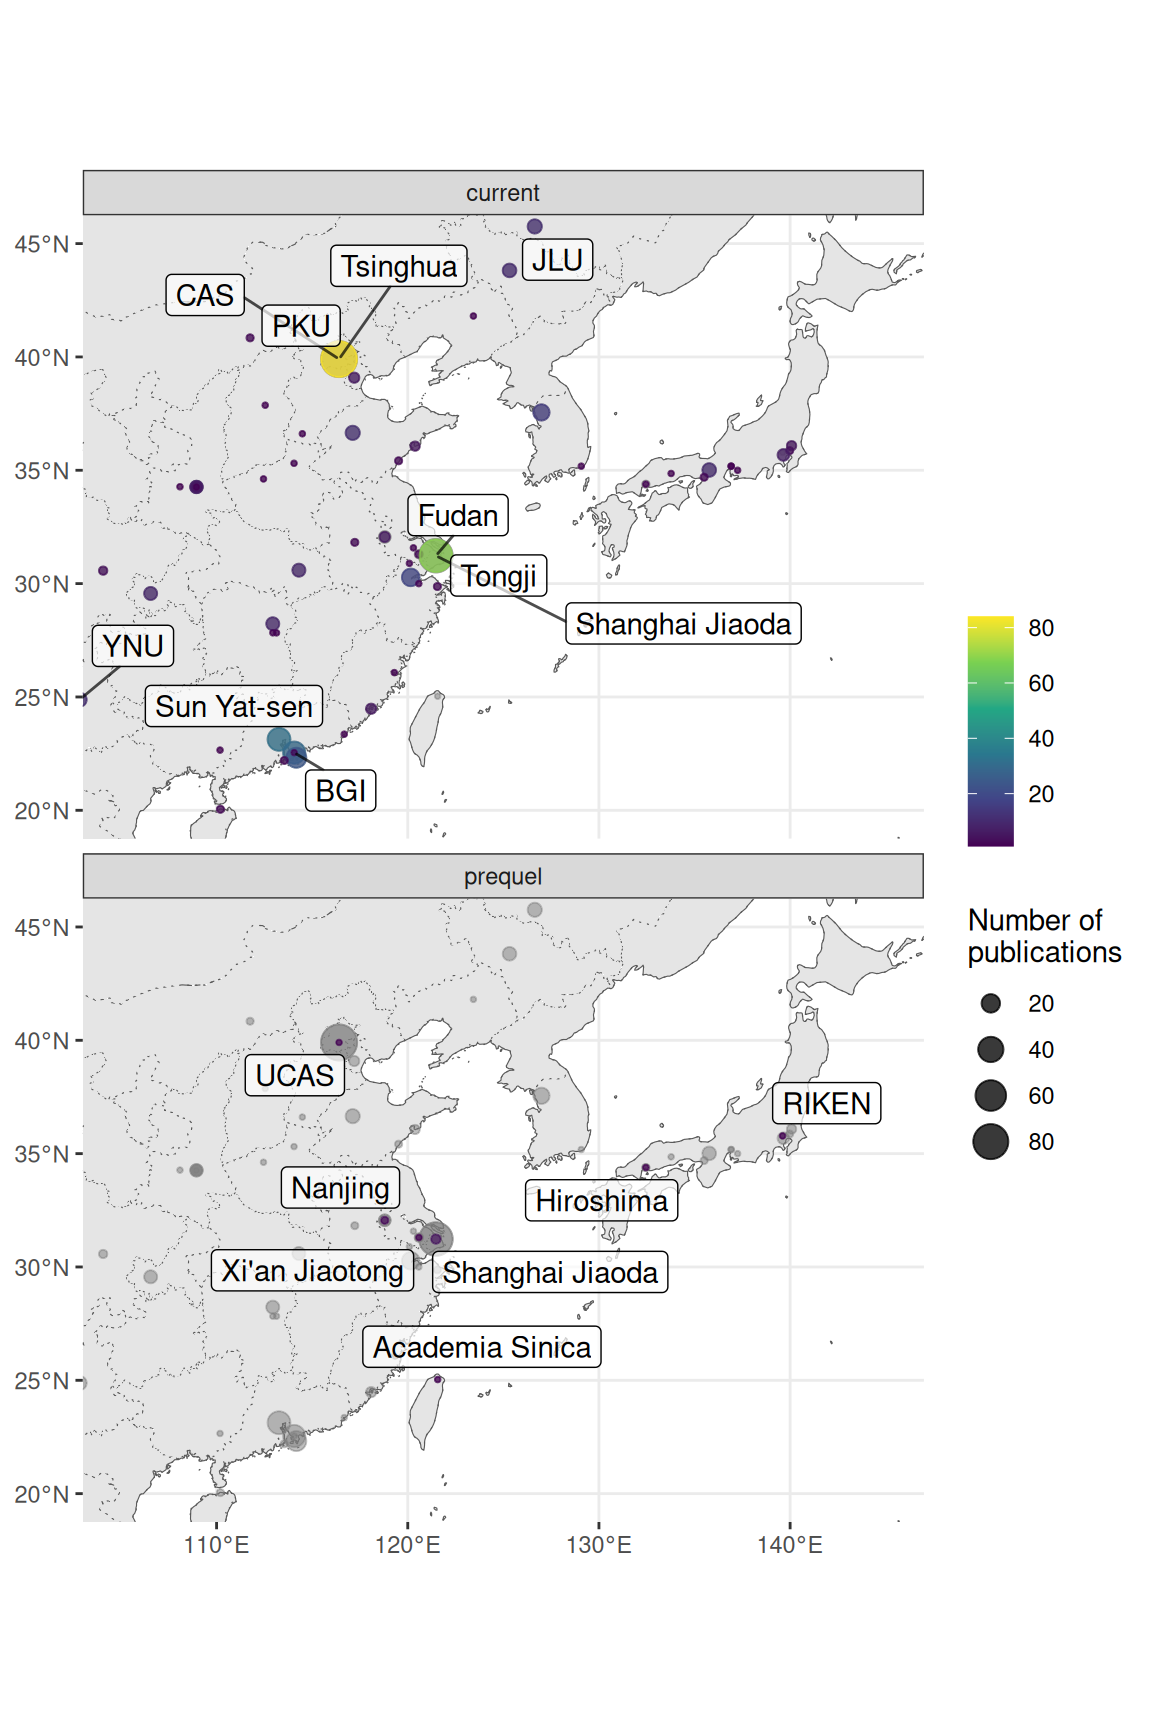 current
45°N
40°N
35°N
30°N
25°N
20°N
JLU
Tsinghua
CAS
PKU
Fudan
Tongji
Shanghai Jiaoda
YNU
Sun Yat-sen
BGI
80
60
40
20
Number of
publications
20
40
60
80
prequel
45°N
40°N
35°N
30°N
25°N
20°N
UCAS
RIKEN
Nanjing
Hiroshima
Xi'an Jiaotong
Shanghai Jiaoda
Academia Sinica
110°E
120°E
130°E
140°E